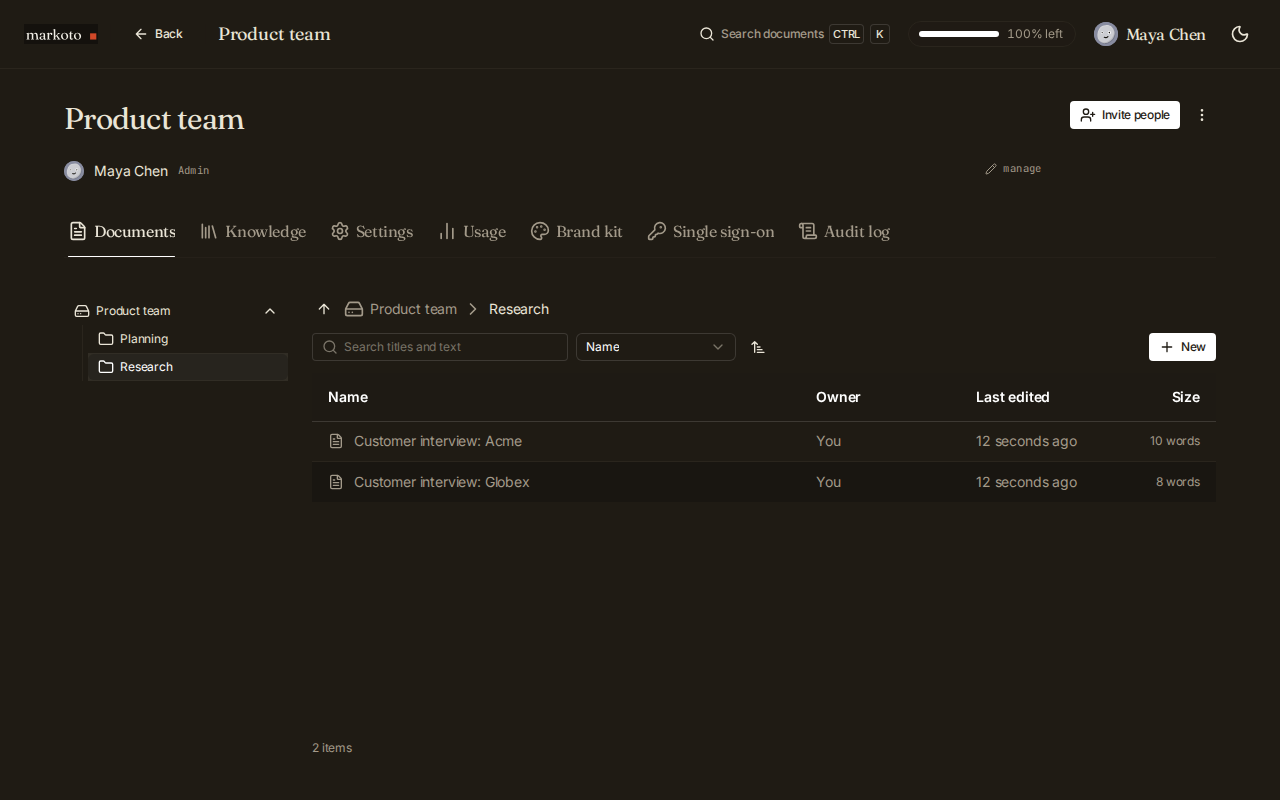 markoto
Back
Product team
Search documents CTRL K
100% left
Maya Chen
Product team
Invite people
Maya Chen Admin
manage
Documents
Knowledge
Settings
Usage
Brand kit
Single sign-on
Audit log
Product team
Planning
Research
Product team > Research
Search titles and text
Name
New
Name Owner Last edited Size
Customer interview: Acme You 12 seconds ago 10 words
Customer interview: Globex You 12 seconds ago 8 words
2 items